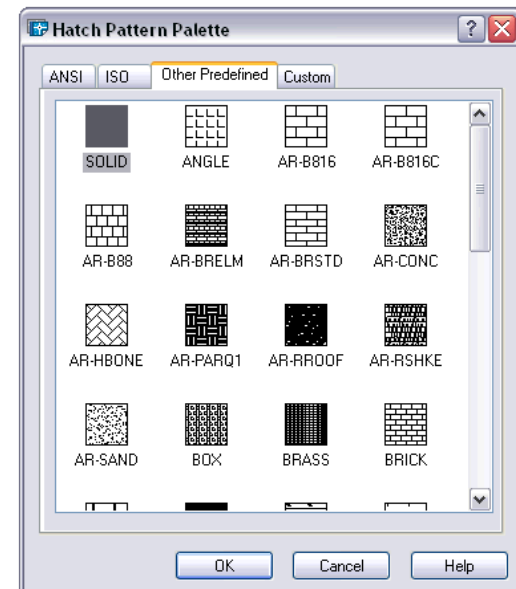 Hatch Pattern Palette
ANSI ISO Other Predefined Custom
SOLID ANGLE AR-B816 AR-B816C
AR-B88 AR-BRELM AR-BRSTD AR-CONC
AR-HBONE AR-PARQ1 AR-RROOF AR-RSHKE
AR-SAND BOX BRASS BRICK
OK Cancel Help